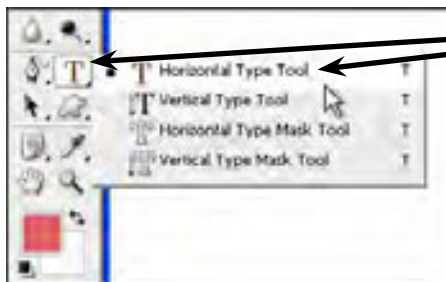 T Horizontal Type Tool T
T Vertical Type Tool T
T Horizontal Type Mask Tool T
T Vertical Type Mask Tool T